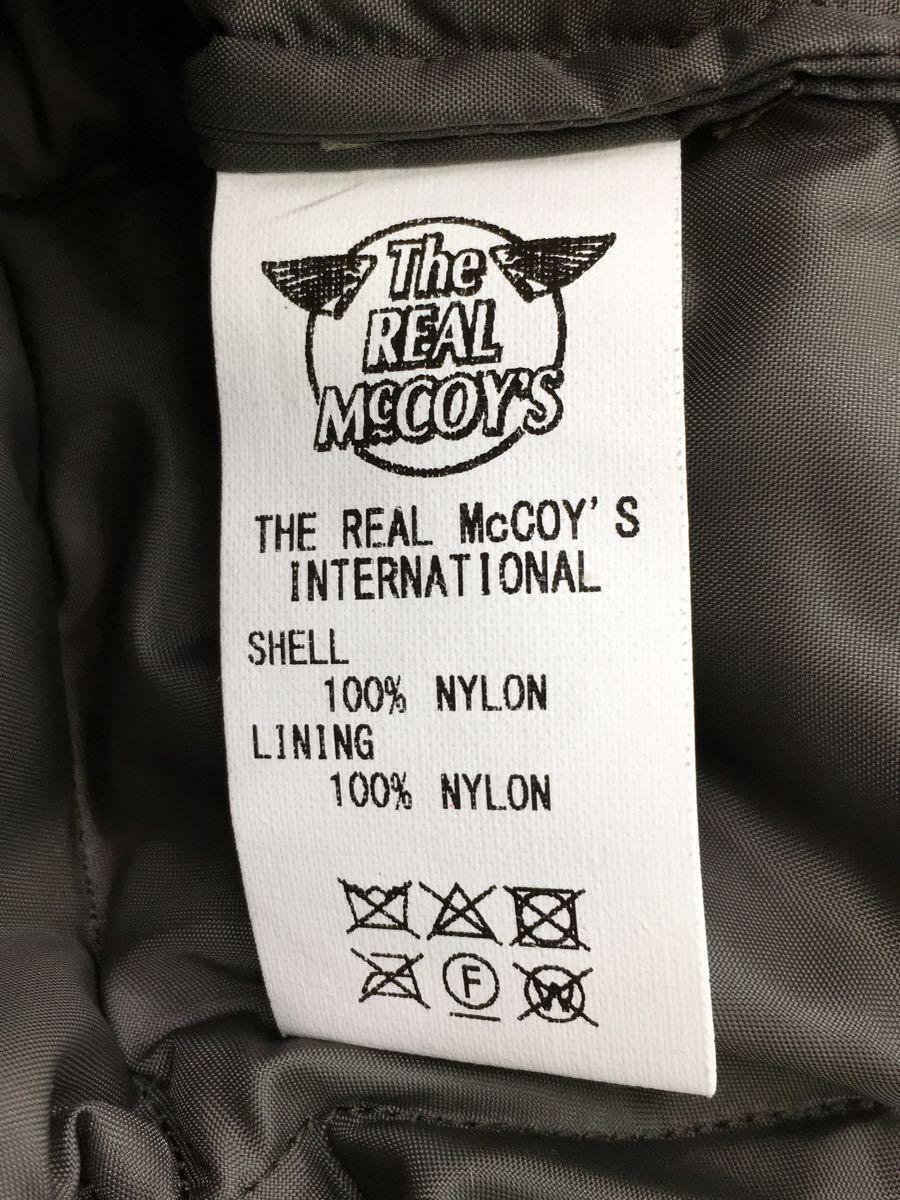 The
REAL
McCOY'S
THE REAL McCOY'S
INTERNATIONAL
SHELL
100% NYLON
LINING
100% NYLON
F
W